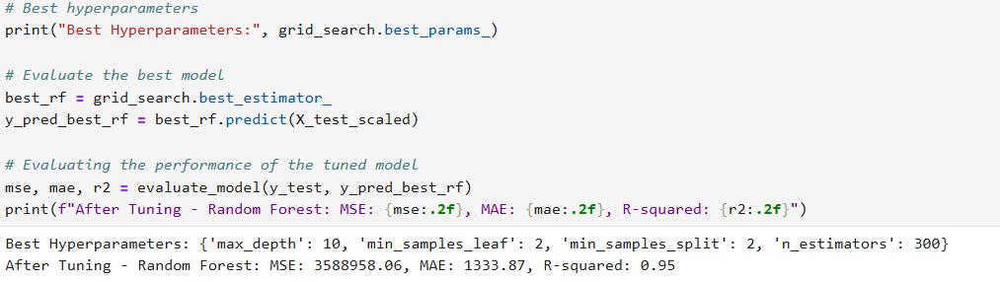 # Best hyperparameters
print("Best Hyperparameters:", grid_search.best_params_)
# Evaluate the best model
best_rf = grid_search.best_estimator_
y_pred_best_rf = best_rf.predict(X_test_scaled)
# Evaluating the performance of the tuned model
mse, mae, r2 = evaluate_model(y_test, y_pred_best_rf)
print(f"After Tuning - Random Forest: MSE: {mse:.2f}, MAE: {mae:.2f}, R-squared: {r2:.2f}")
Best Hyperparameters: {'max_depth': 10, 'min_samples_leaf': 2, 'min_samples_split': 2, 'n_estimators': 300}
After Tuning - Random Forest: MSE: 3588958.06, MAE: 1333.87, R-squared: 0.95